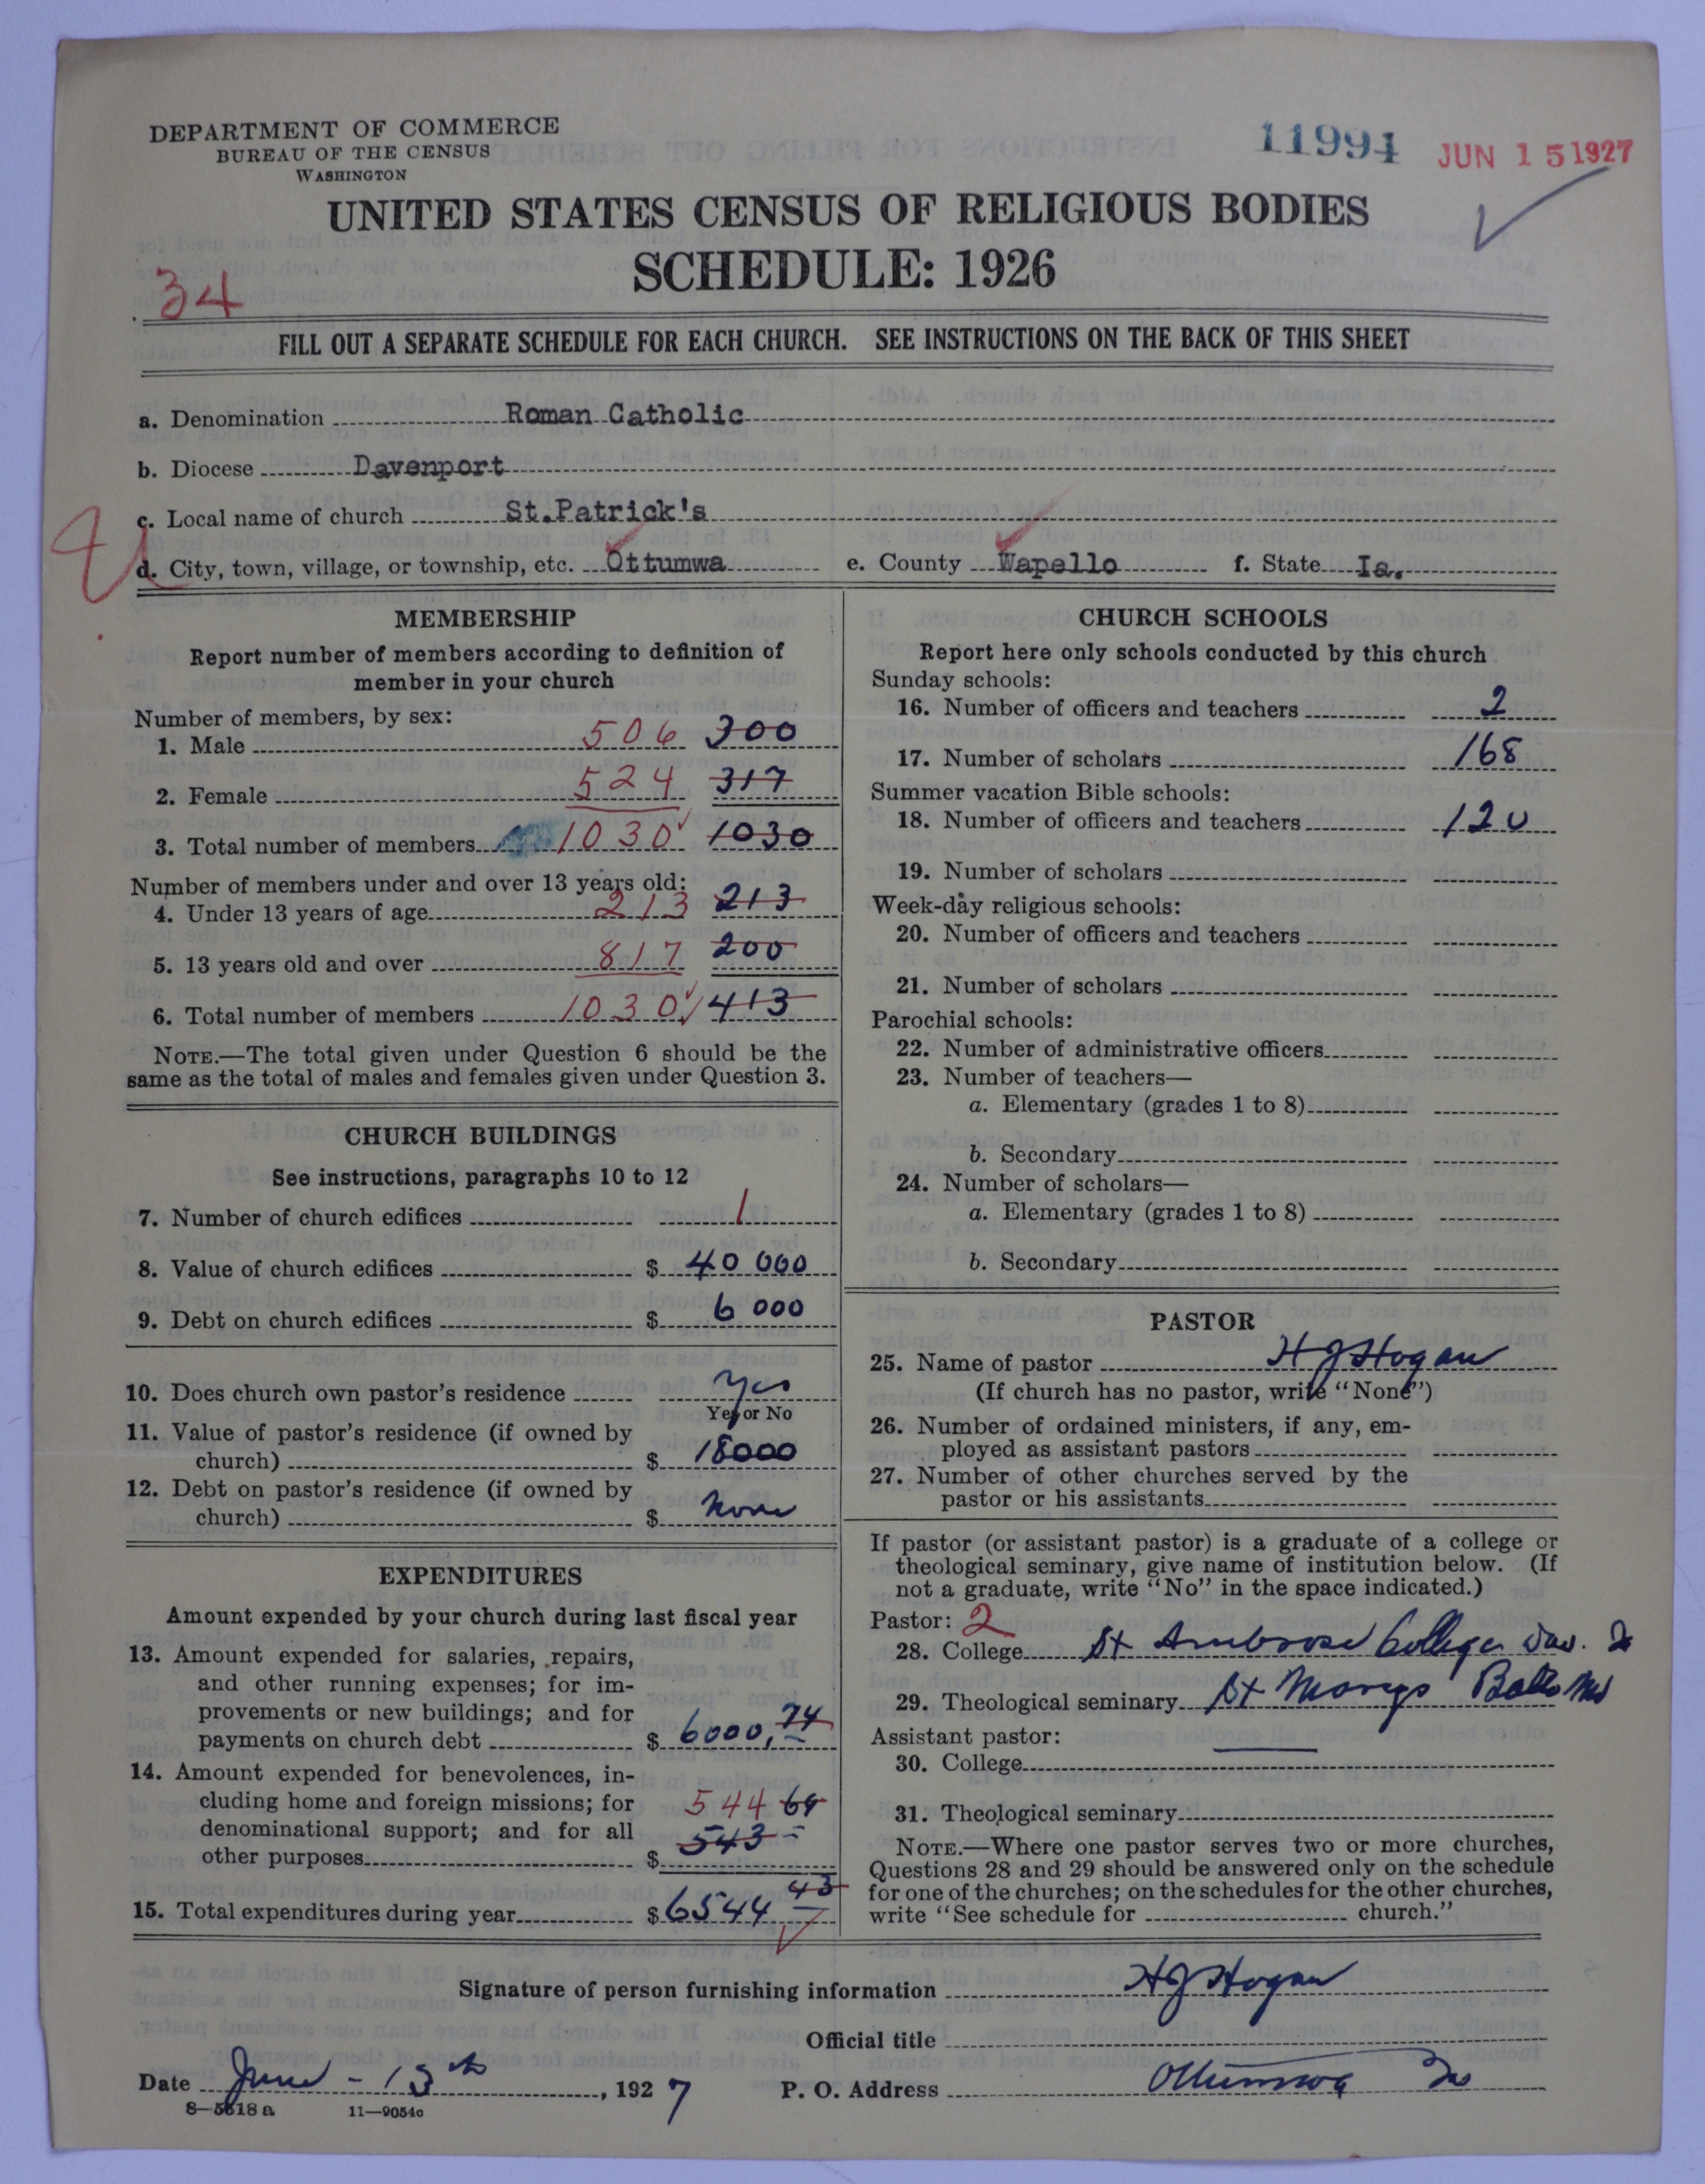 DEPARTMENT OF COMMERCE
BUREAU OF THE CENSUS
WASHINGTON
11994 JUN 15 1927
UNITED STATES CENSUS OF RELIGIOUS BODIES
SCHEDULE: 1926
34
FILL OUT A SEPARATE SCHEDULE FOR EACH CHURCH. SEE INSTRUCTIONS ON THE BACK OF THIS SHEET
a. Denomination Roman Catholic
b. Diocese Davenport
c. Local name of church St.Patrick's
d. City, town, village, or township, etc. Ottumwa e. County Wapello f. State Ia.
MEMBERSHIP
Report number of members according to definition of
member in your church
Number of members, by sex:
1. Male 506 300
2. Female 524 317
3. Total number of members 1030 1030
Number of members under and over 13 years old:
4. Under 13 years of age 213 213
5. 13 years old and over 817 200
6. Total number of members 1030 413
NOTE.—The total given under Question 6 should be the
same as the total of males and females given under Question 3.
CHURCH BUILDINGS
See instructions, paragraphs 10 to 12
7. Number of church edifices 1
8. Value of church edifices $ 40 000
9. Debt on church edifices $ 6 000
10. Does church own pastor's residence Yes
Yes or No
11. Value of pastor's residence (if owned by
church) $ 18000
12. Debt on pastor's residence (if owned by
church) $ None
EXPENDITURES
Amount expended by your church during last fiscal year
13. Amount expended for salaries, repairs,
and other running expenses; for im-
provements or new buildings; and for
payments on church debt $ 6000,74
14. Amount expended for benevolences, in-
cluding home and foreign missions; for 544 69
denominational support; and for all 543
other purposes $
15. Total expenditures during year $ 6544 43
CHURCH SCHOOLS
Report here only schools conducted by this church
Sunday schools:
16. Number of officers and teachers 2
17. Number of scholars 168
Summer vacation Bible schools:
18. Number of officers and teachers 120
19. Number of scholars
Week-day religious schools:
20. Number of officers and teachers
21. Number of scholars
Parochial schools:
22. Number of administrative officers
23. Number of teachers—
a. Elementary (grades 1 to 8)
b. Secondary
24. Number of scholars—
a. Elementary (grades 1 to 8)
b. Secondary
PASTOR
25. Name of pastor H J Hogan
(If church has no pastor, write "None")
26. Number of ordained ministers, if any, em-
ployed as assistant pastors
27. Number of other churches served by the
pastor or his assistants
If pastor (or assistant pastor) is a graduate of a college or
theological seminary, give name of institution below. (If
not a graduate, write "No" in the space indicated.)
Pastor: 2
28. College St Ambrose College Dav. Ia
29. Theological seminary St Marys Balto Md
Assistant pastor:
30. College
31. Theological seminary
NOTE.—Where one pastor serves two or more churches,
Questions 28 and 29 should be answered only on the schedule
for one of the churches; on the schedules for the other churches,
write "See schedule for church."
Signature of person furnishing information H J Hogan
Official title
Date June - 13th, 1927 P. O. Address Ottumwa Ia
8-5618a 11-9054c